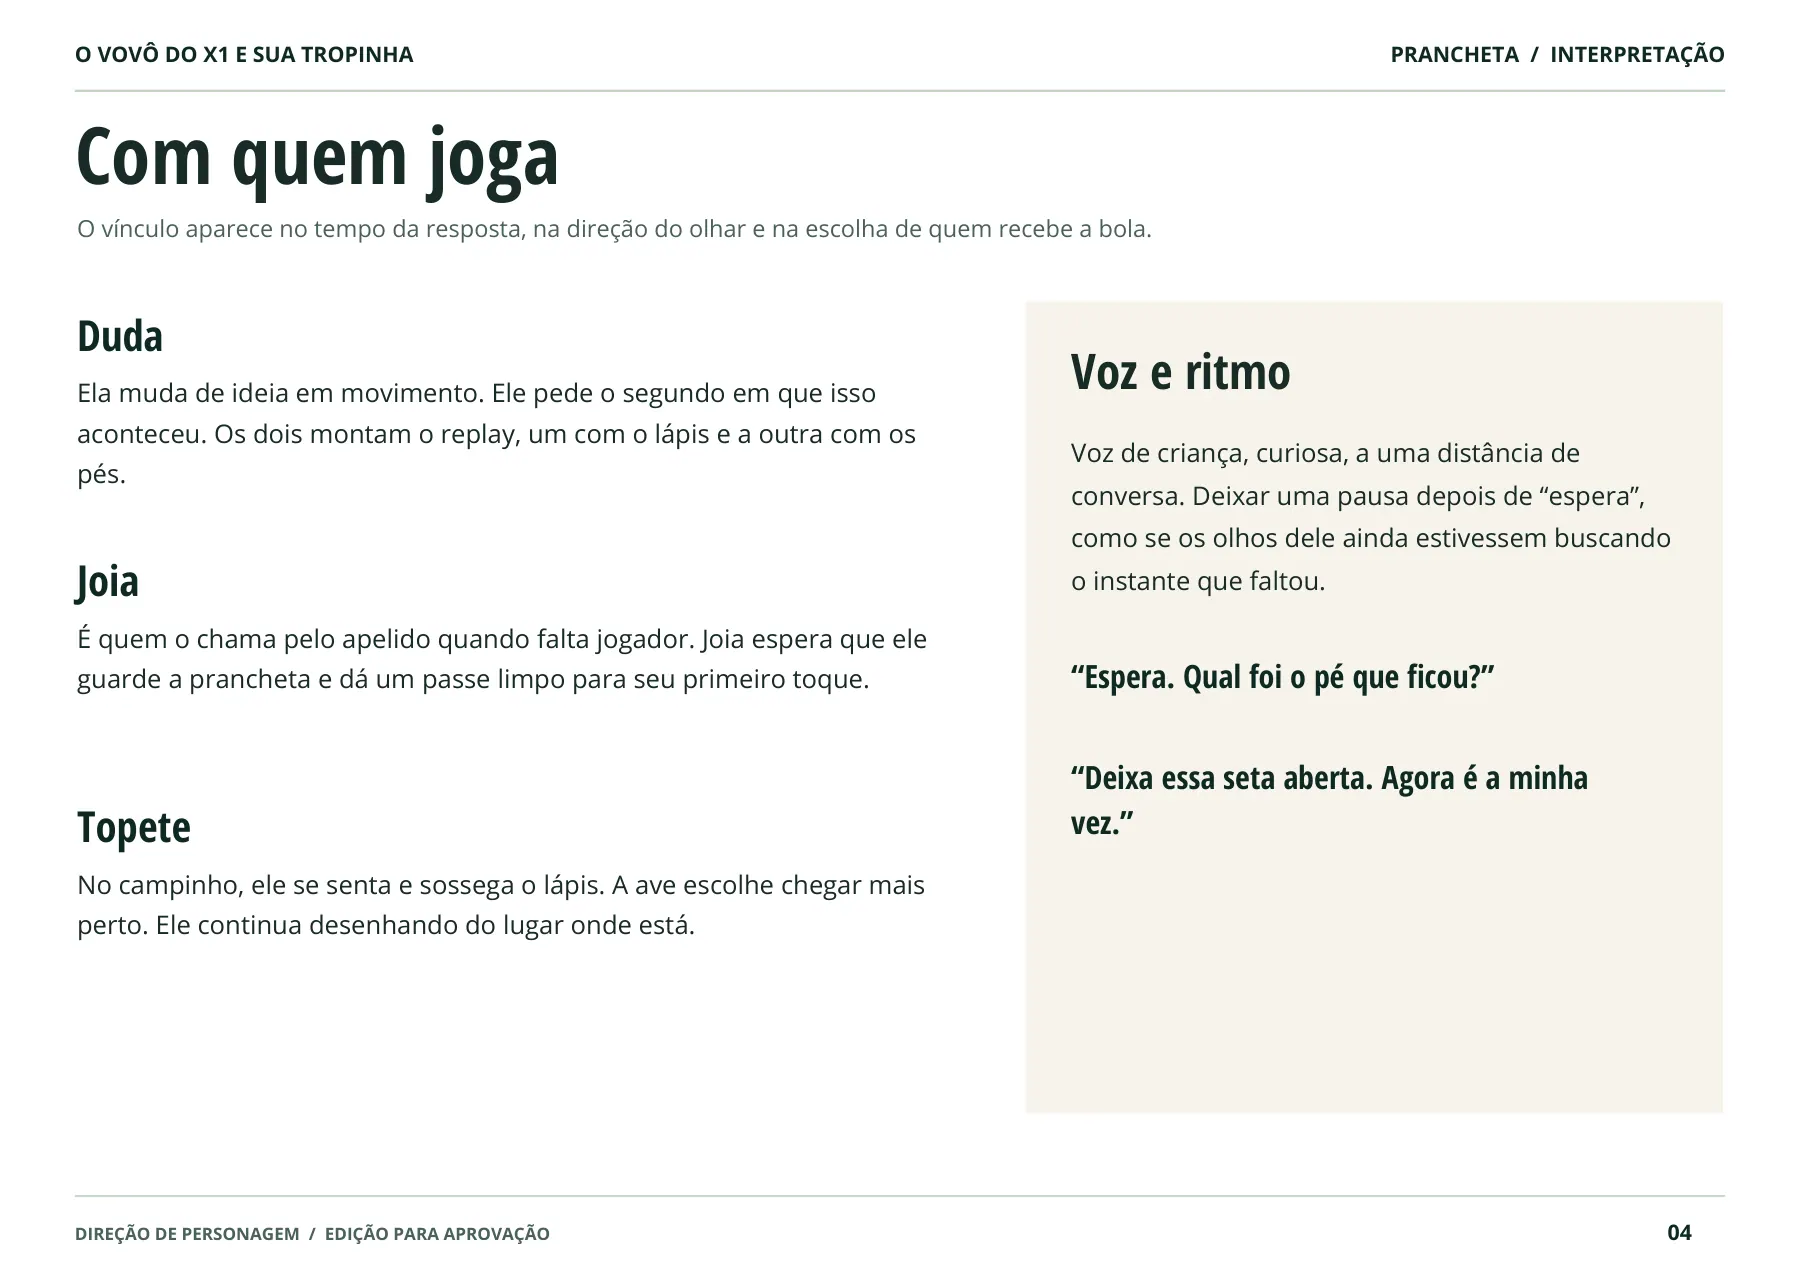 O VOVÔ DO X1 E SUA TROPINHA
PRANCHETA / INTERPRETAÇÃO
Com quem joga
O vínculo aparece no tempo da resposta, na direção do olhar e na escolha de quem recebe a bola.
Duda
Ela muda de ideia em movimento. Ele pede o segundo em que isso
aconteceu. Os dois montam o replay, um com o lápis e a outra com os
pés.
Joia
É quem o chama pelo apelido quando falta jogador. Joia espera que ele
guarde a prancheta e dá um passe limpo para seu primeiro toque.
Topete
No campinho, ele se senta e sossega o lápis. A ave escolhe chegar mais
perto. Ele continua desenhando do lugar onde está.
Voz e ritmo
Voz de criança, curiosa, a uma distância de
conversa. Deixar uma pausa depois de “espera”,
como se os olhos dele ainda estivessem buscando
o instante que faltou.
“Espera. Qual foi o pé que ficou?”
“Deixa essa seta aberta. Agora é a minha
vez.”
DIREÇÃO DE PERSONAGEM / EDIÇÃO PARA APROVAÇÃO
04